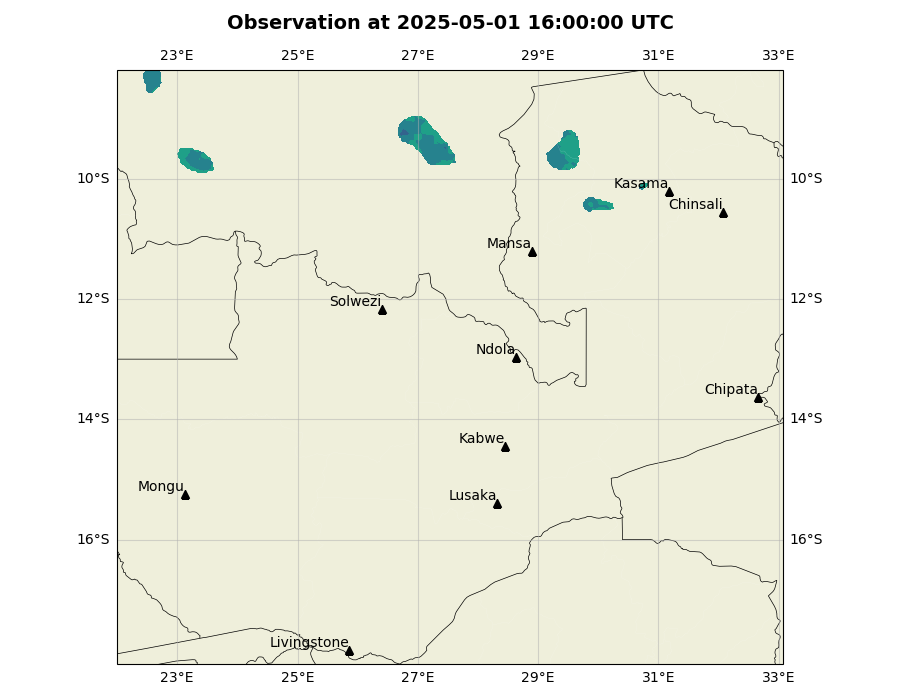 Observation at 2025-05-01 16:00:00 UTC
23°E 25°E 27°E 29°E 31°E 33°E
10°S 10°S
Kasama
Chinsali
Mansa
12°S 12°S
Solwezi
Ndola
Chipata
14°S 14°S
Kabwe
Mongu
Lusaka
16°S 16°S
Livingstone
23°E 25°E 27°E 29°E 31°E 33°E